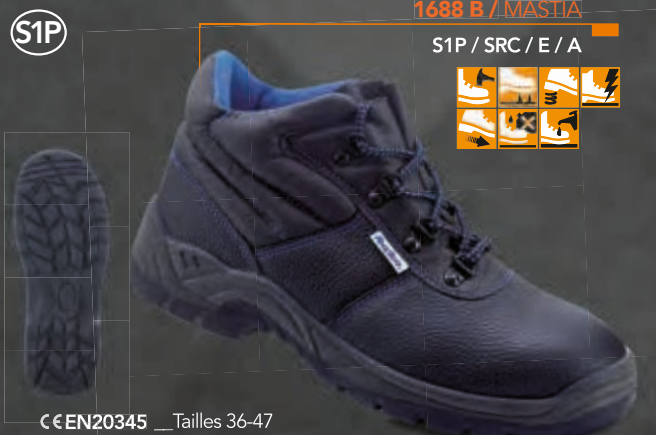 1688 B / MASTIA
S1P
S1P / SRC / E / A
CE EN20345 __Tailles 36-47